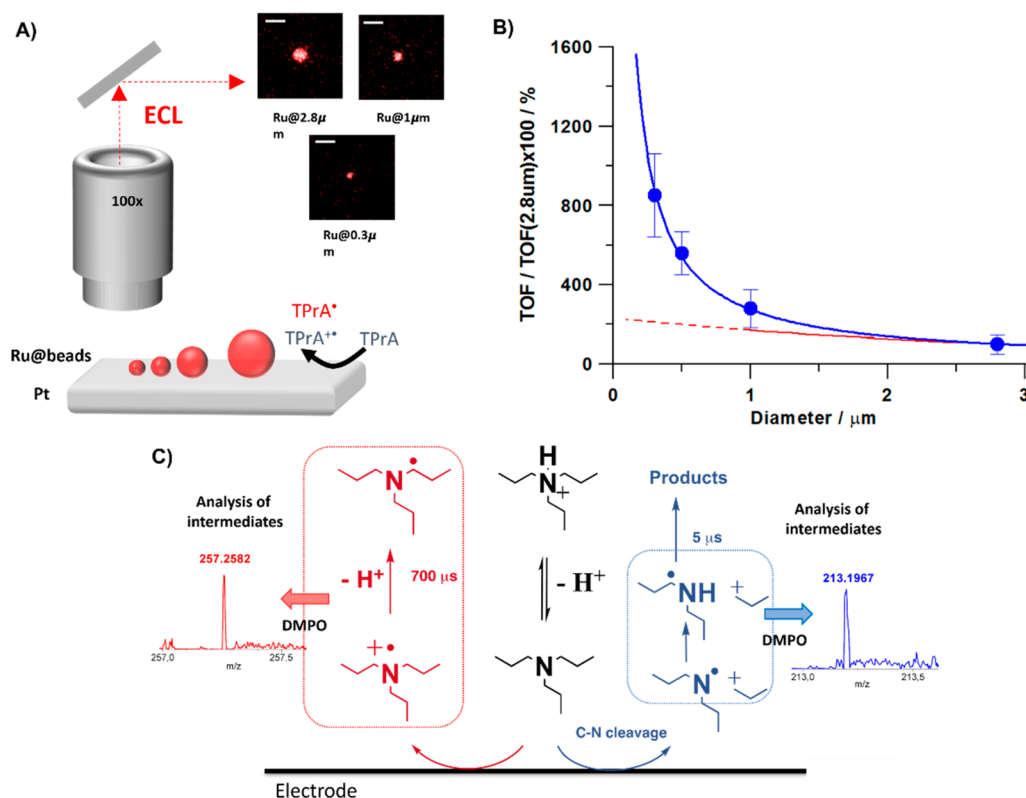 A)
ECL
100x
Ru@2.8μ
m
Ru@1μm
Ru@0.3μ
m
TPrA•
TPrA+•
TPrA
Ru@beads
Pt
B)
TOF / TOF(2.8um)x100 / %
1600
1200
800
400
0
0
1
2
3
Diameter / μm
C)
Analysis of
intermediates
257.2582
257,0
257,5
m/z
DMPO
N
•
- H+
700 μs
+•
N
H
N
+
- H+
N
Products
5 μs
•
NH
+
N•
+
C-N cleavage
DMPO
Analysis of
intermediates
213.1967
213,0
213,5
m/z
Electrode